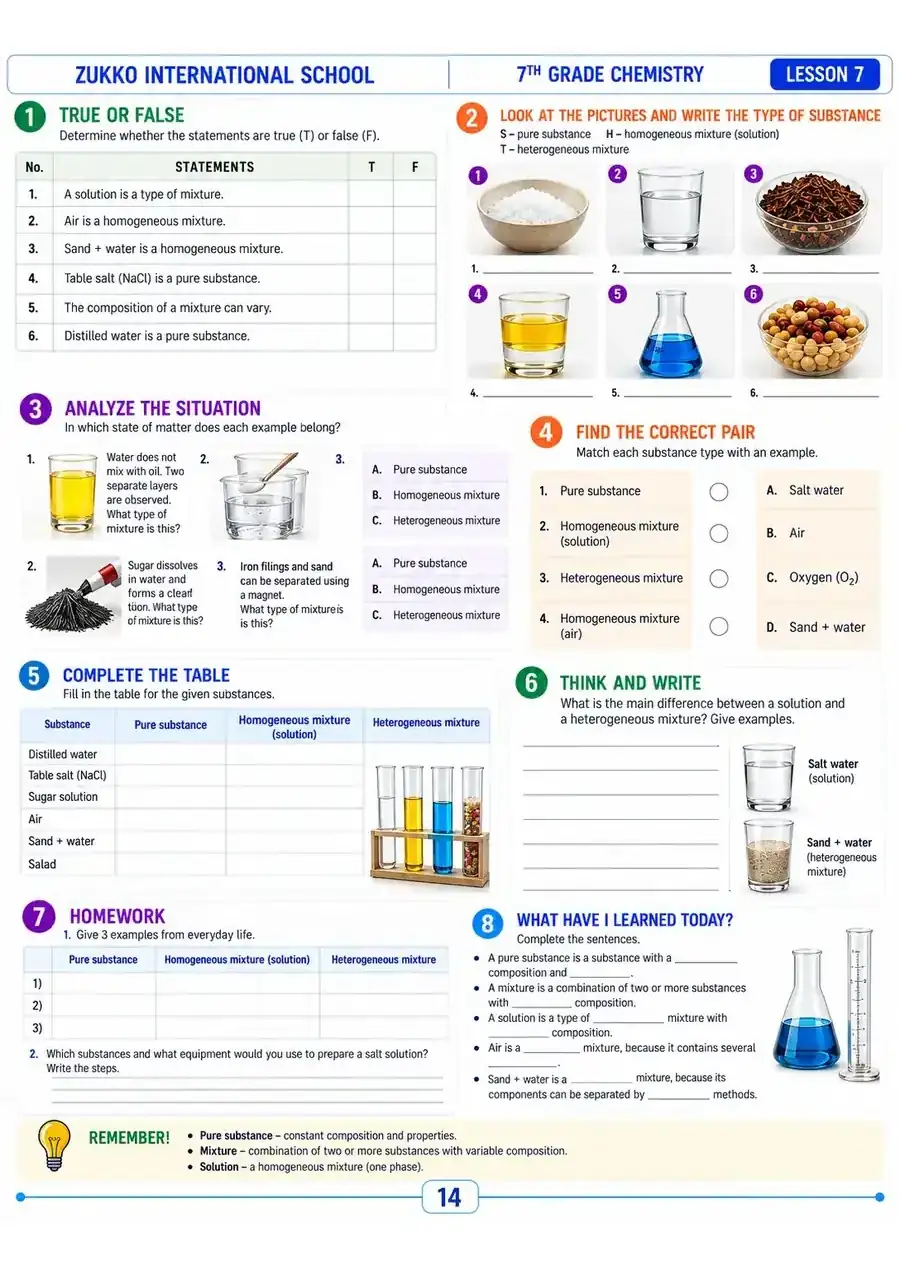 ZUKKO INTERNATIONAL SCHOOL
7TH GRADE CHEMISTRY
LESSON 7
1 TRUE OR FALSE
Determine whether the statements are true (T) or false (F).
No. STATEMENTS T F
1. A solution is a type of mixture.
2. Air is a homogeneous mixture.
3. Sand + water is a homogeneous mixture.
4. Table salt (NaCl) is a pure substance.
5. The composition of a mixture can vary.
6. Distilled water is a pure substance.
2 LOOK AT THE PICTURES AND WRITE THE TYPE OF SUBSTANCE
S – pure substance H – homogeneous mixture (solution)
T – heterogeneous mixture
1 2 3
1. ____________ 2. ____________ 3. ____________
4 5 6
4. ____________ 5. ____________ 6. ____________
3 ANALYZE THE SITUATION
In which state of matter does each example belong?
1.
Water does not
mix with oil. Two
separate layers
are observed.
What type of
mixture is this?
2.
3.
A. Pure substance
B. Homogeneous mixture
C. Heterogeneous mixture
2.
Sugar dissolves
in water and
forms a clearl
tion. What type
of mixture is this?
3. Iron filings and sand
can be separated using
a magnet.
What type of mixtureis
is this?
A. Pure substance
B. Homogeneous mixture
C. Heterogeneous mixture
4 FIND THE CORRECT PAIR
Match each substance type with an example.
1. Pure substance
2. Homogeneous mixture
(solution)
3. Heterogeneous mixture
4. Homogeneous mixture
(air)
A. Salt water
B. Air
C. Oxygen (O₂)
D. Sand + water
5 COMPLETE THE TABLE
Fill in the table for the given substances.
Substance Pure substance Homogeneous mixture (solution) Heterogeneous mixture
Distilled water
Table salt (NaCl)
Sugar solution
Air
Sand + water
Salad
6 THINK AND WRITE
What is the main difference between a solution and
a heterogeneous mixture? Give examples.
Salt water
(solution)
Sand + water
(heterogeneous
mixture)
7 HOMEWORK
1. Give 3 examples from everyday life.
Pure substance Homogeneous mixture (solution) Heterogeneous mixture
1)
2)
3)
2. Which substances and what equipment would you use to prepare a salt solution?
Write the steps.
8 WHAT HAVE I LEARNED TODAY?
Complete the sentences.
• A pure substance is a substance with a __________
composition and __________.
• A mixture is a combination of two or more substances
with __________ composition.
• A solution is a type of __________ mixture with
__________ composition.
• Air is a __________ mixture, because it contains several
__________.
• Sand + water is a __________ mixture, because its
components can be separated by __________ methods.
REMEMBER!
• Pure substance – constant composition and properties.
• Mixture – combination of two or more substances with variable composition.
• Solution – a homogeneous mixture (one phase).
14